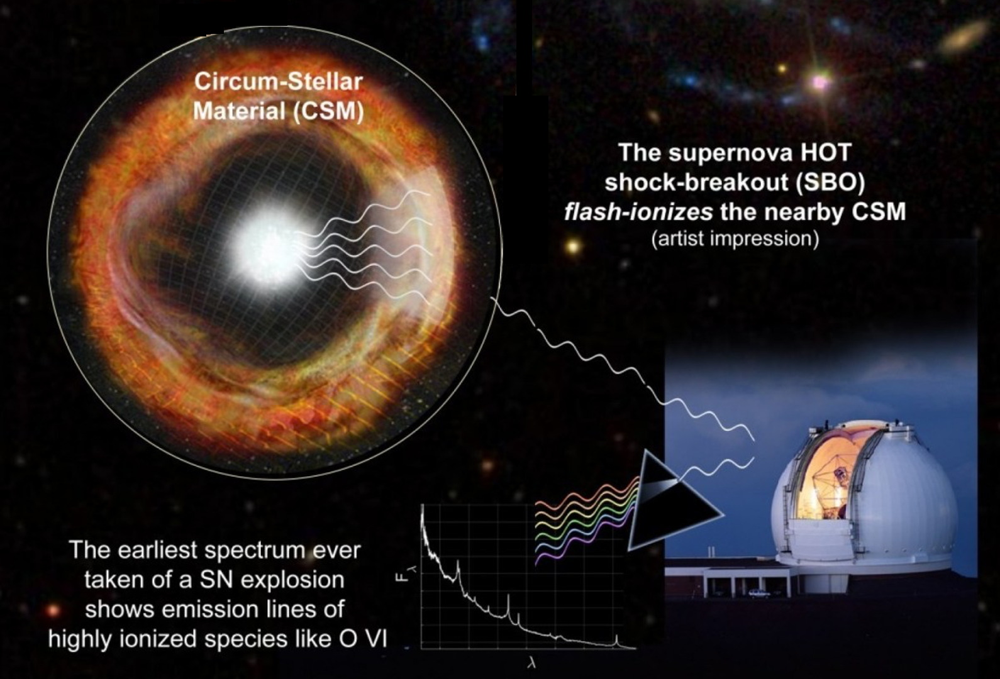 Circum-Stellar
Material (CSM)
The supernova HOT
shock-breakout (SBO)
flash-ionizes the nearby CSM
(artist impression)
The earliest spectrum ever
taken of a SN explosion
shows emission lines of
highly ionized species like O VI
Fλ
λ